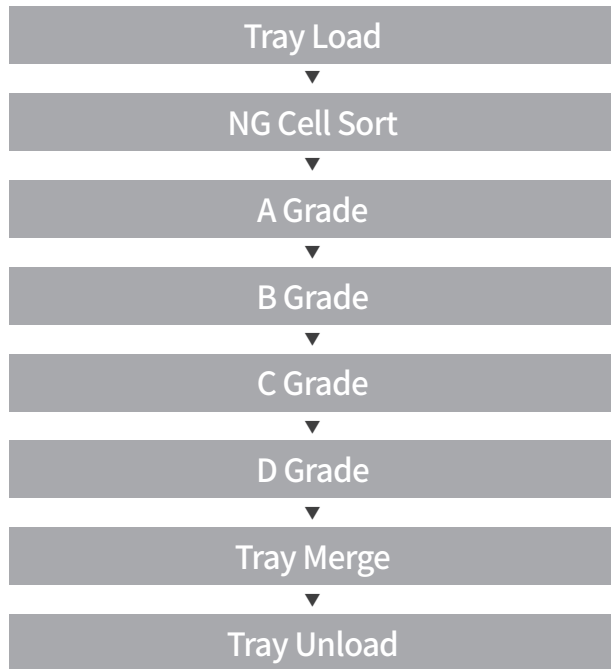 Tray Load
NG Cell Sort
A Grade
B Grade
C Grade
D Grade
Tray Merge
Tray Unload